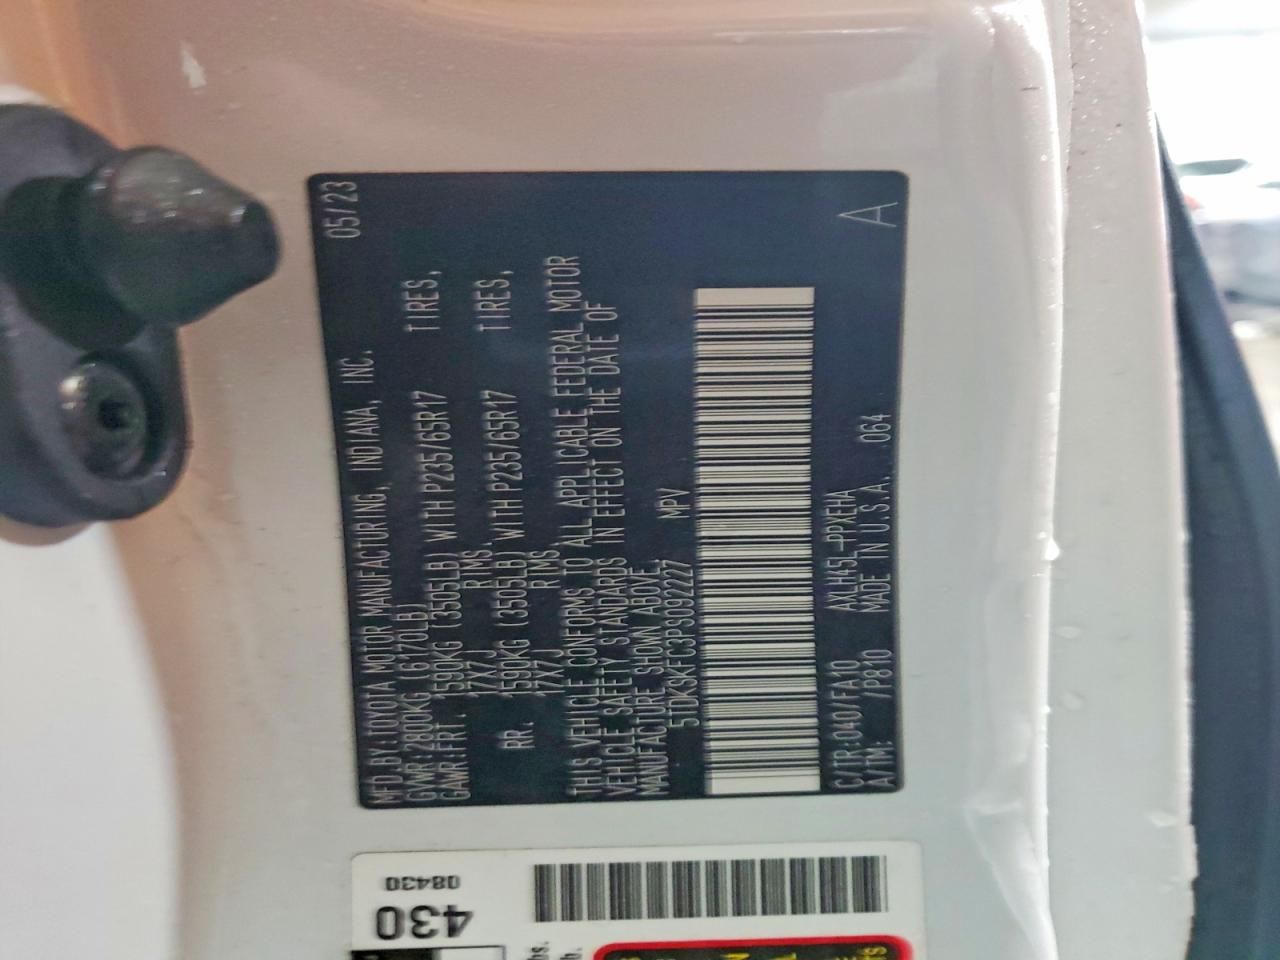 MFD.BY:TOYOTA MOTOR MANUFACTURING, INDIANA, INC. 05/23
GVWR:2800KG (6170LB)
GAWR:FRT. 1590KG (3505LB) WITH P235/65R17 TIRES,
17X7J RIMS.
RR. 1590KG (3505LB) WITH P235/65R17 TIRES,
17X7J RIMS,
THIS VEHICLE CONFORMS TO ALL APPLICABLE FEDERAL MOTOR
VEHICLE SAFETY STANDARDS IN EFFECT ON THE DATE OF
MANUFACTURE SHOWN ABOVE.
5TDKSKFC3PS092227 MPV
C/TR:040/FA10 AXLH45L-PPXEHA A
A/TM: /P810 MADE IN U.S.A. 064
08430
430